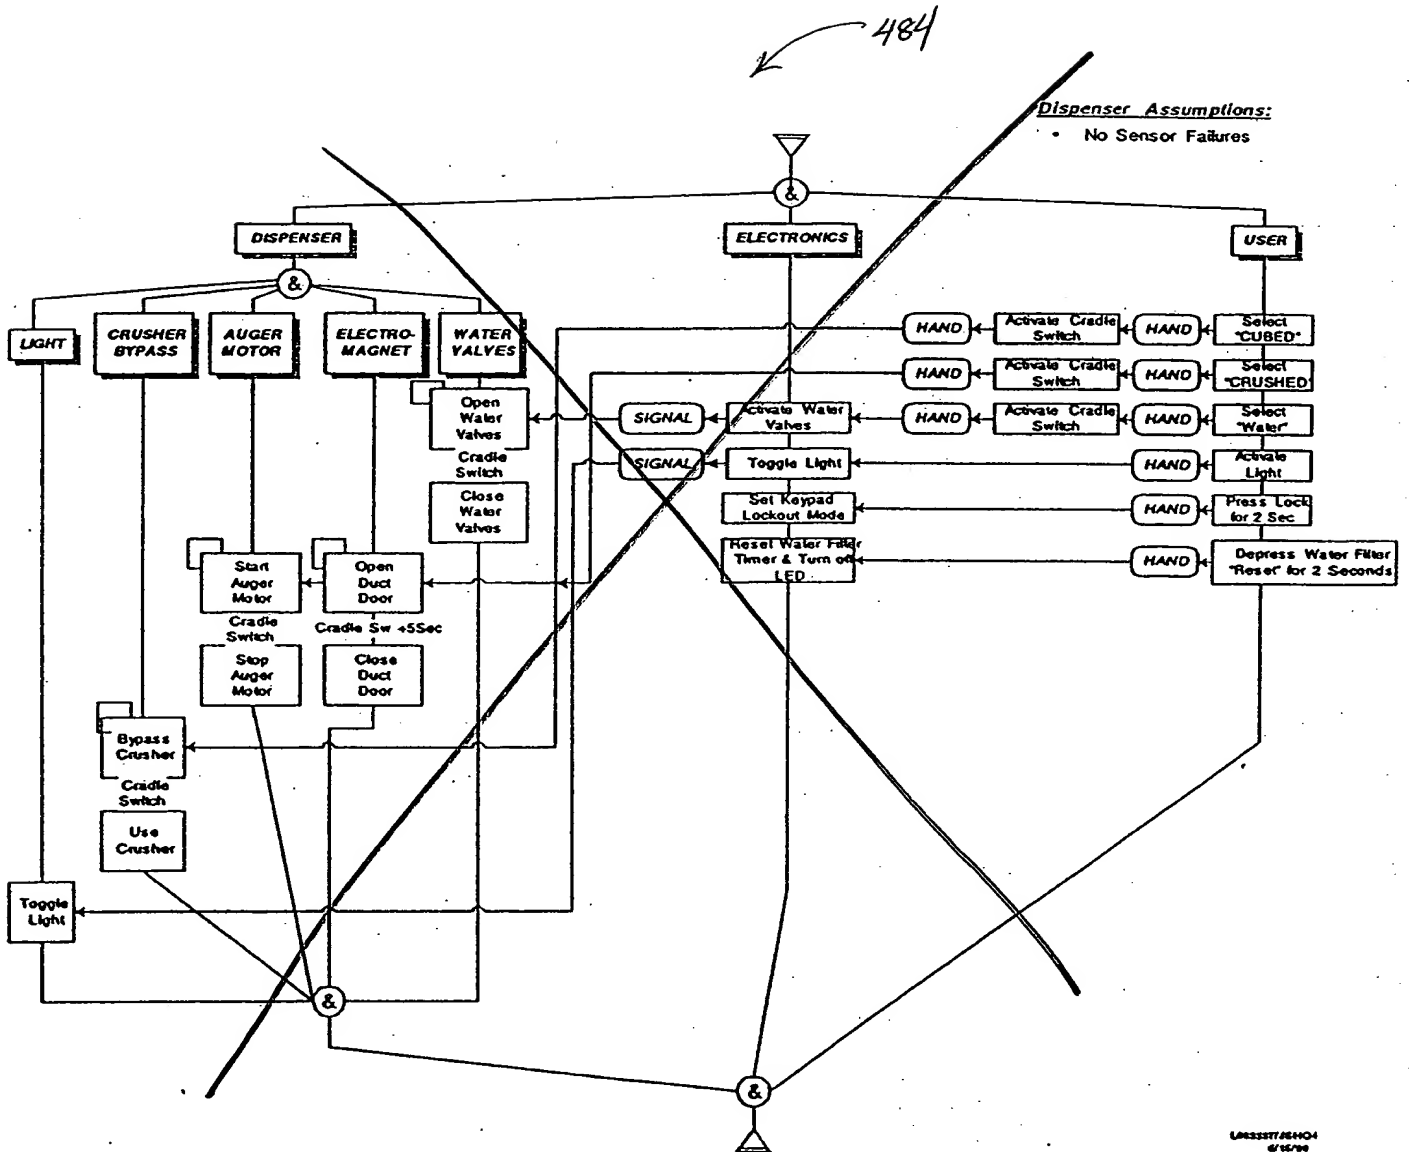 484
Dispenser Assumptions:
• No Sensor Failures
&
DISPENSER
ELECTRONICS
USER
&
LIGHT
CRUSHER
BYPASS
AUGER
MOTOR
ELECTRO-
MAGNET
WATER
VALVES
HAND
Activate Cradle
Switch
HAND
Select
"CUBED"
HAND
Activate Cradle
Switch
HAND
Select
"CRUSHED"
Open
Water
Valves
SIGNAL
Activate Water
Valves
HAND
Activate Cradle
Switch
HAND
Select
"Water"
Cradle
Switch
SIGNAL
Toggle Light
HAND
Activate
Light
Close
Water
Valves
Set Keypad
Lockout Mode
HAND
Press Lock
for 2 Sec
Reset Water Filter
Timer & Turn off
LED
HAND
Depress Water Filter
"Reset" for 2 Seconds
Start
Auger
Motor
Open
Duct
Door
Cradle
Switch
Cradle Sw +5Sec
Stop
Auger
Motor
Close
Duct
Door
Bypass
Crusher
Cradle
Switch
Use
Crusher
Toggle
Light
&
&